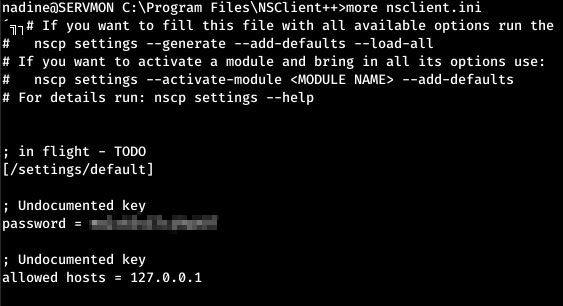 nadine@SERVMON C:\Program Files\NSClient++>more nsclient.ini
# If you want to fill this file with all available options run the
#   nscp settings --generate --add-defaults --load-all
# If you want to activate a module and bring in all its options use:
#   nscp settings --activate-module <MODULE NAME> --add-defaults
# For details run: nscp settings --help
; in flight - TODO
[/settings/default]
; Undocumented key
password =
; Undocumented key
allowed hosts = 127.0.0.1